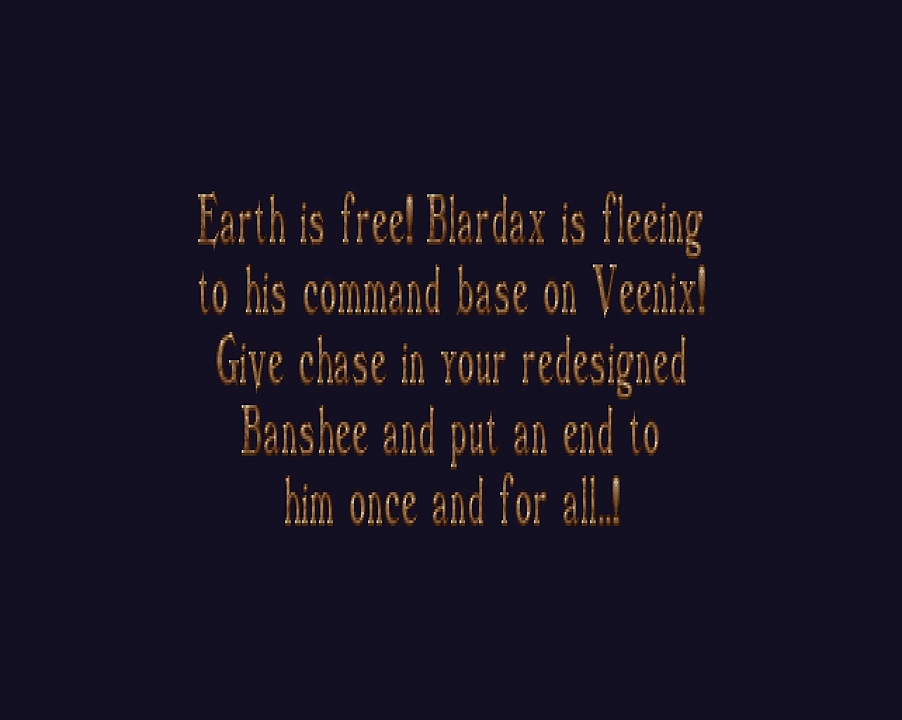 Earth is free! Blardax is fleeing
to his command base on Veenix!
Give chase in your redesigned
Banshee and put an end to
him once and for all..!